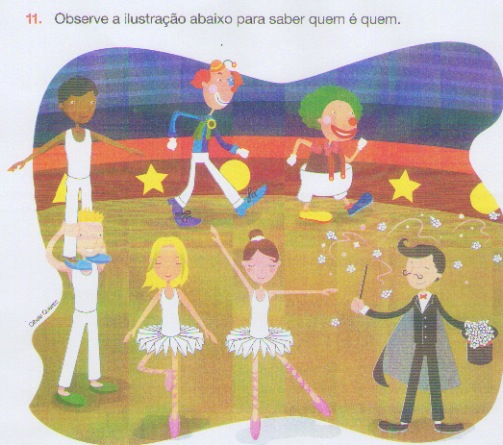 11. Observe a ilustração abaixo para saber quem é quem.